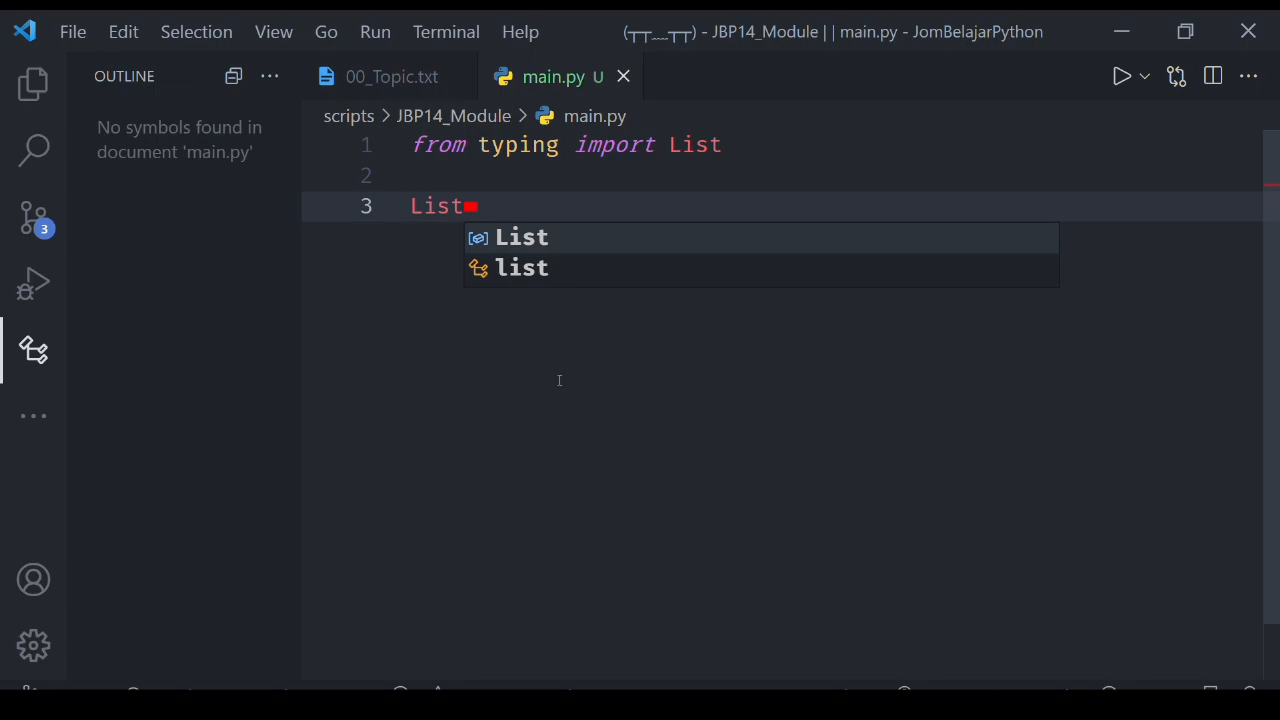 File Edit Selection View Go Run Terminal Help (┬┬﹏┬┬) - JBP14_Module | | main.py - JomBelajarPython
OUTLINE
00_Topic.txt
main.py U
No symbols found in
document 'main.py'
scripts > JBP14_Module > main.py
1 from typing import List
2
3 List
List
list
3